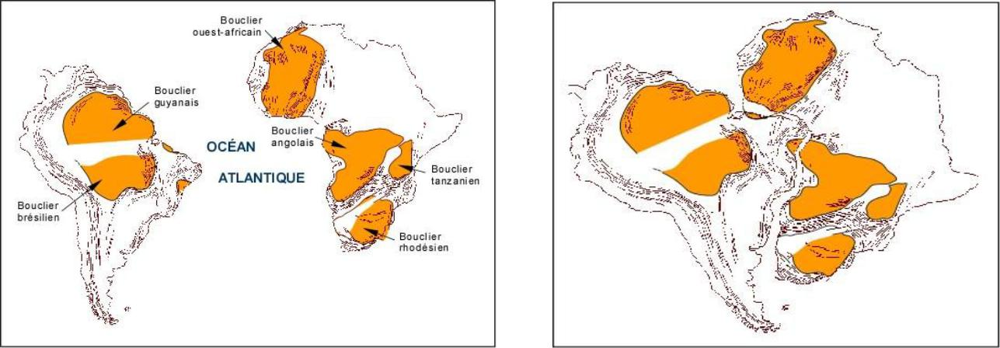 Bouclier
ouest-africain
Bouclier
guyanais
OCÉAN
ATLANTIQUE
Bouclier
angolais
Bouclier
tanzanien
Bouclier
brésilien
Bouclier
rhodésien